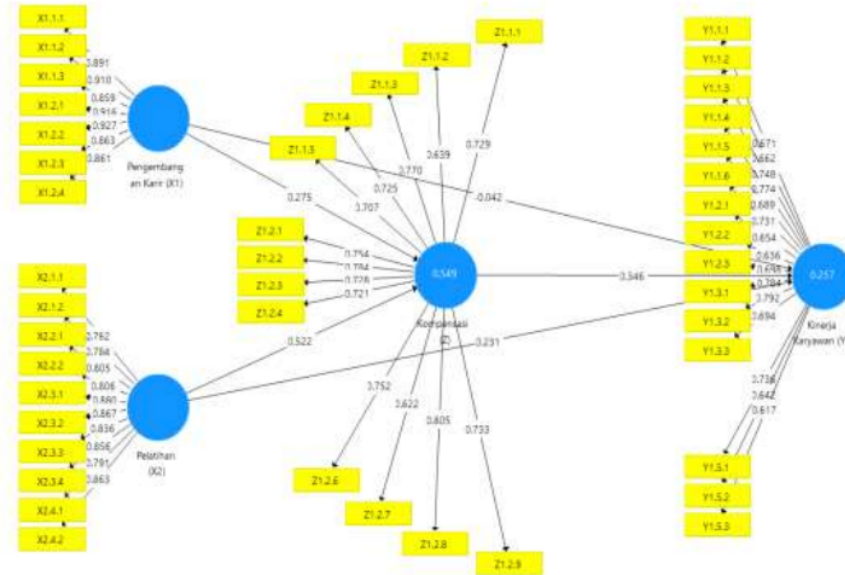 X1.1.1
X1.1.2
X1.1.3
X1.2.1
X1.2.2
X1.2.3
X1.2.4
0.891
0.910
0.859
0.916
0.927
0.863
0.861
Pengembang
an Karir (X1)
X2.1.1
X2.1.2
X2.2.1
X2.2.2
X2.3.1
X2.3.2
X2.3.3
X2.3.4
X2.4.1
X2.4.2
0.762
0.784
0.805
0.806
0.867
0.836
0.856
0.791
0.863
Pelatihan
(X2)
Z1.1.1
Z1.1.2
Z1.1.3
Z1.1.4
Z1.1.5
0.729
0.639
0.770
0.725
0.707
Z1.2.1
Z1.2.2
Z1.2.3
Z1.2.4
0.728
0.721
0.549
Kompensasi
(Z)
0.275
0.522
-0.042
0.346
0.231
0.752
0.622
0.805
0.733
Z1.2.6
Z1.2.7
Z1.2.8
Z1.2.9
Y1.1.1
Y1.1.2
Y1.1.3
Y1.1.4
Y1.1.5
Y1.1.6
Y1.2.1
Y1.2.2
Y1.2.3
Y1.3.1
Y1.3.2
Y1.3.3
0.671
0.662
0.748
0.774
0.689
0.731
0.654
0.636
0.792
0.694
0.257
Kinerja
Karyawan (Y
0.736
0.642
0.617
Y1.5.1
Y1.5.2
Y1.5.3